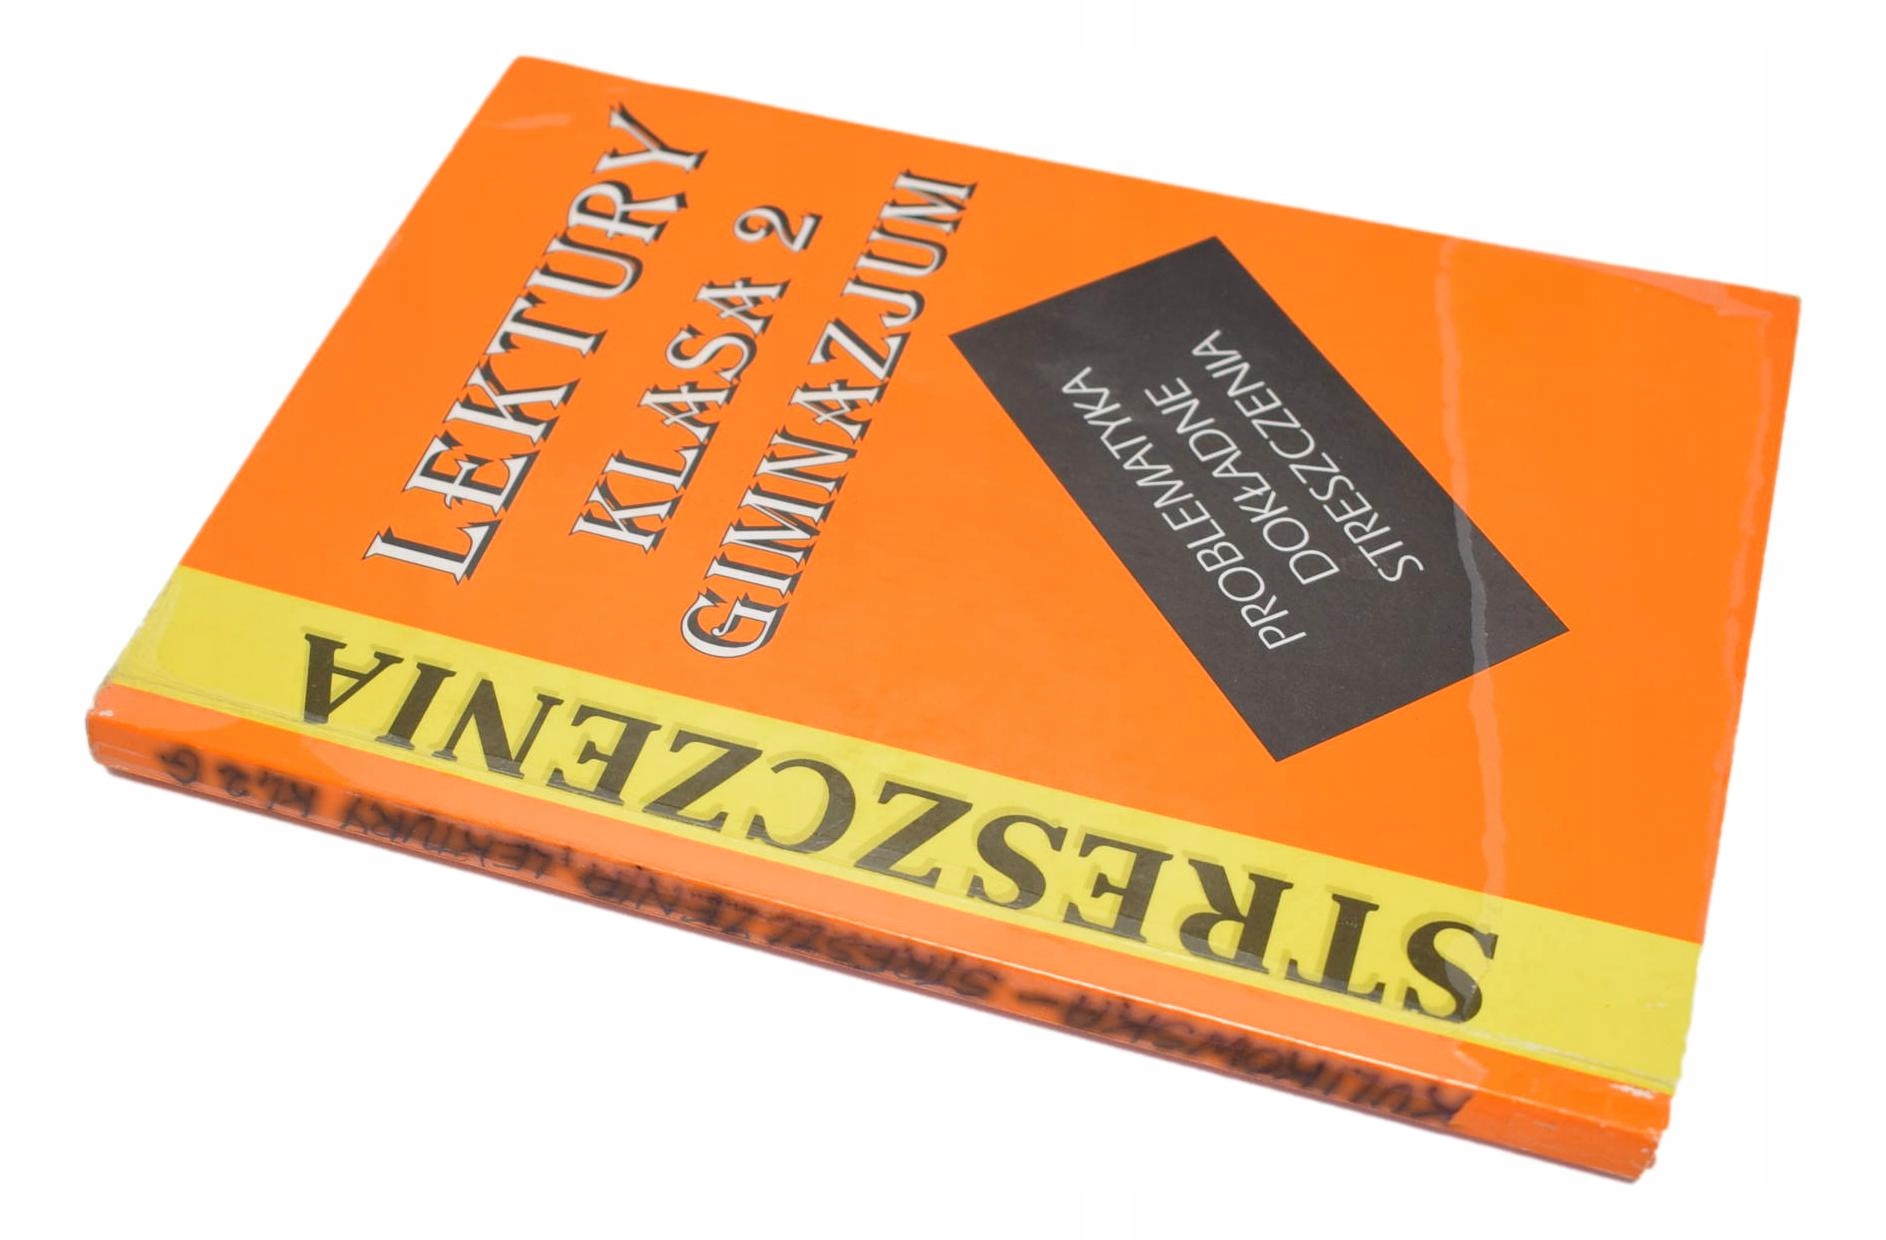 LEKTURY
KLASA 2
GIMNAZJUM
PROBLEMATYKA
DOKŁADNE
STRESZCZENIA
STRESZCZENIA
KULIKOWSKA - STRESZCZENIA LEKTURY KL. 2 G